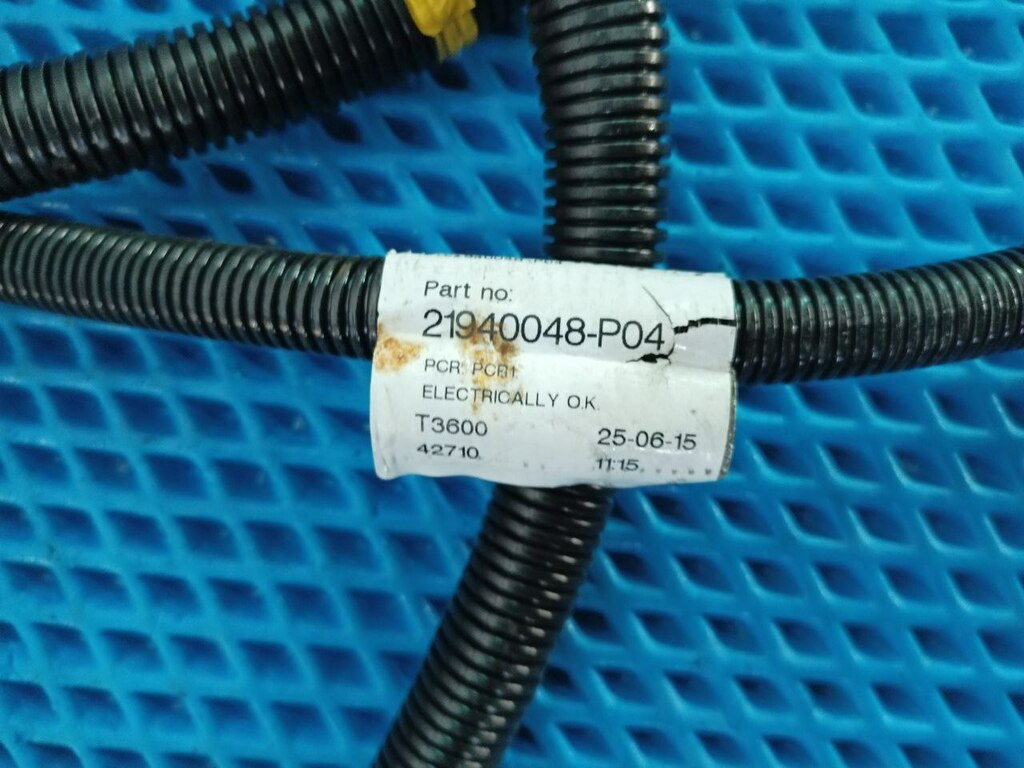 Part no:
21940048-P04
PCR: PCR1
ELECTRICALLY O.K.
T3600 25-06-15
42710 11:15